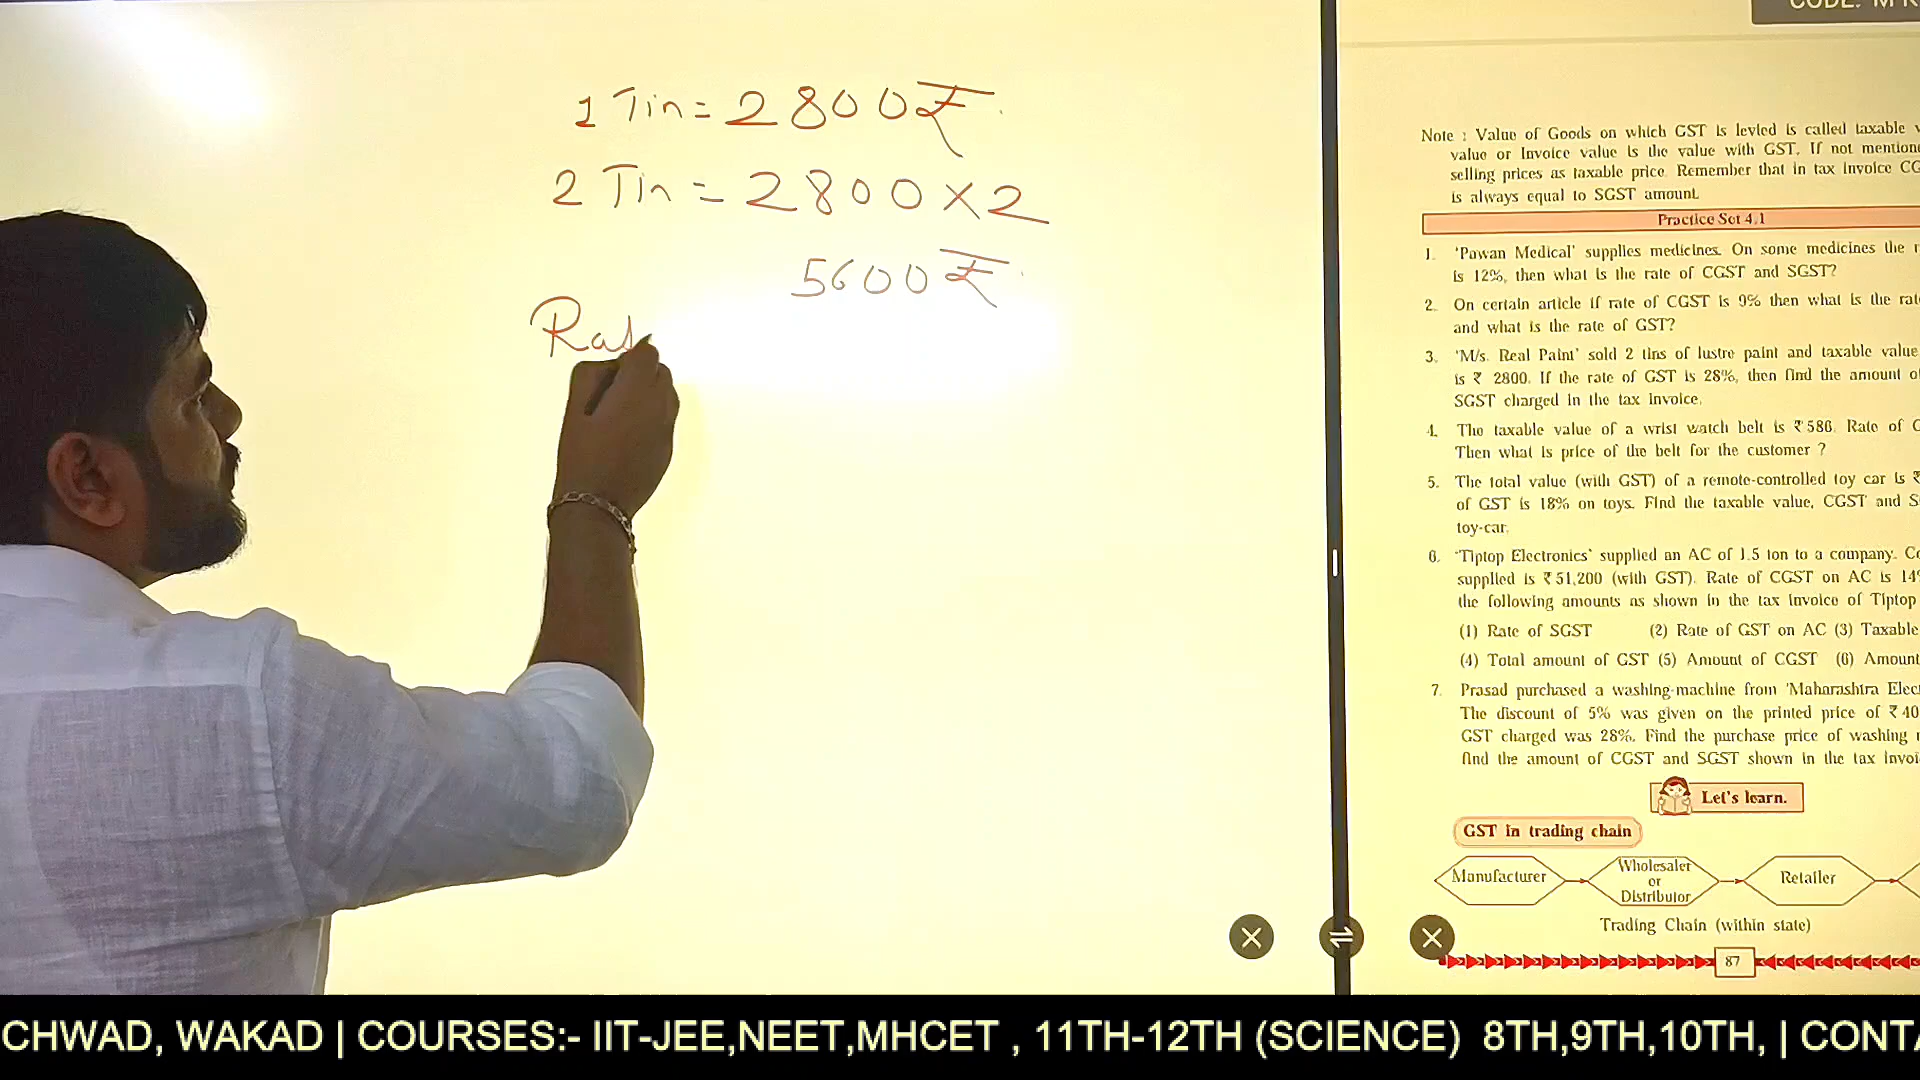 1 Tin = 2800₹
2 Tin = 2800 × 2
5600₹
Rat
Note : Value of Goods on which GST is levied is called taxable
value or Invoice value is the value with GST. If not mention
selling prices as taxable price. Remember that in tax invoice
is always equal to SGST amount.
Practice Set 4.1
1. 'Pawan Medical' supplies medicines. On some medicines the
is 12%, then what is the rate of CGST and SGST?
2. On certain article if rate of CGST is 9% then what is the
and what is the rate of GST?
3. 'M/s. Real Paint' sold 2 tins of lustre paint and taxable value
is ₹ 2800. If the rate of GST is 28%, then find the amount
SGST charged in the tax invoice.
4. The taxable value of a wrist watch belt is ₹ 586. Rate of
Then what is price of the belt for the customer ?
5. The total value (with GST) of a remote-controlled toy car is ₹
of GST is 18% on toys. Find the taxable value, CGST and
toy-car.
6. 'Tiptop Electronics' supplied an AC of 1.5 ton to a company.
supplied is ₹ 51,200 (with GST). Rate of CGST on AC is 14
the following amounts as shown in the tax invoice of Tiptop
(1) Rate of SGST (2) Rate of GST on AC (3) Taxable
(4) Total amount of GST (5) Amount of CGST (6) Amount
7. Prasad purchased a washing-machine from 'Maharashtra Elec
The discount of 5% was given on the printed price of ₹ 40
GST charged was 28%. Find the purchase price of washing
find the amount of CGST and SGST shown in the tax invoi
Let's learn.
GST in trading chain
Manufacturer
Wholesaler
or
Distributor
Retailer
Trading Chain (within state)
87
CHWAD, WAKAD | COURSES:- IIT-JEE,NEET,MHCET , 11TH-12TH (SCIENCE) 8TH,9TH,10TH, | CONTA